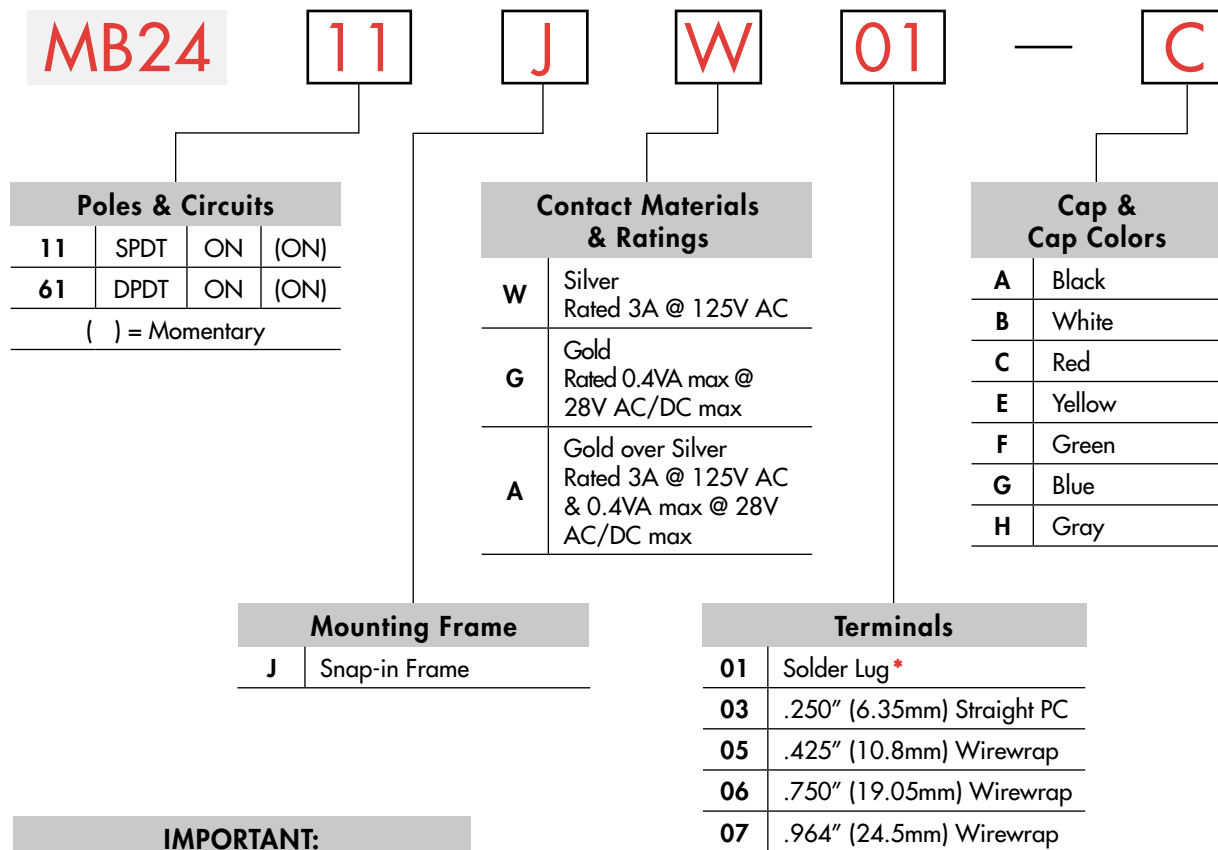 MB24 11 J W 01 — C
Poles & Circuits
11 SPDT ON (ON)
61 DPDT ON (ON)
( ) = Momentary
Contact Materials
& Ratings
W Silver
Rated 3A @ 125V AC
G Gold
Rated 0.4VA max @
28V AC/DC max
A Gold over Silver
Rated 3A @ 125V AC
& 0.4VA max @ 28V
AC/DC max
Cap &
Cap Colors
A Black
B White
C Red
E Yellow
F Green
G Blue
H Gray
Mounting Frame
J Snap-in Frame
Terminals
01 Solder Lug*
03 .250” (6.35mm) Straight PC
05 .425” (10.8mm) Wirewrap
06 .750” (19.05mm) Wirewrap
07 .964” (24.5mm) Wirewrap
IMPORTANT: